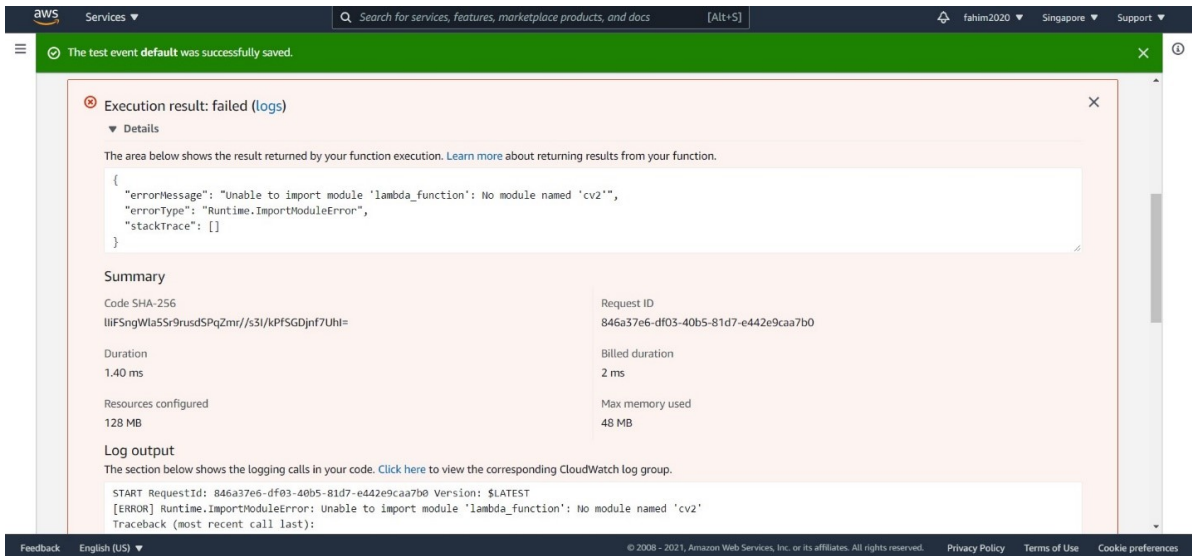 aws Services ▼ Search for services, features, marketplace products, and docs [Alt+S] fahim2020 ▼ Singapore ▼ Support ▼
The test event default was successfully saved.
Execution result: failed (logs)
▼ Details
The area below shows the result returned by your function execution. Learn more about returning results from your function.
{
"errorMessage": "Unable to import module 'lambda_function': No module named 'cv2'",
"errorType": "Runtime.ImportModuleError",
"stackTrace": []
}
Summary
Code SHA-256 Request ID
lIiFSngWla5Sr9rusdSPqZmr//s3I/kPfSGDjnf7UhI= 846a37e6-df03-40b5-81d7-e442e9caa7b0
Duration Billed duration
1.40 ms 2 ms
Resources configured Max memory used
128 MB 48 MB
Log output
The section below shows the logging calls in your code. Click here to view the corresponding CloudWatch log group.
START RequestId: 846a37e6-df03-40b5-81d7-e442e9caa7b0 Version: $LATEST
[ERROR] Runtime.ImportModuleError: Unable to import module 'lambda_function': No module named 'cv2'
Traceback (most recent call last):
Feedback English (US) ▼ © 2008 - 2021, Amazon Web Services, Inc. or its affiliates. All rights reserved. Privacy Policy Terms of Use Cookie preferences